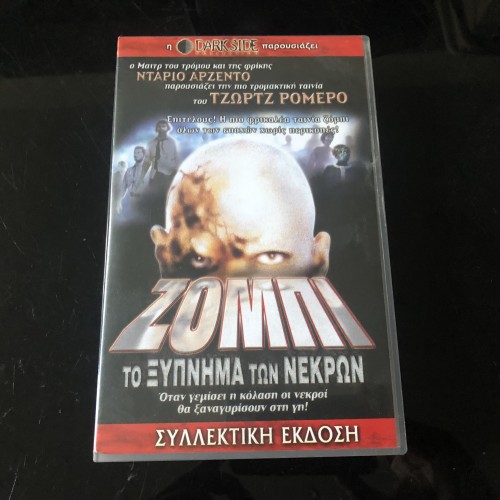 η DARK SIDE παρουσιάζει
ο Μαιτρ του τρόμου και της φρίκης
ΝΤΑΡΙΟ ΑΡΖΕΝΤΟ
παρουσιάζει την πιο τρομακτική ταινία
του ΤΖΩΡΤΖ ΡΟΜΕΡΟ
Επιτέλους! Η πιο φρικαλέα ταινία ζόμπι
όλων των εποχών χωρίς περικοπές!
ΖΟΜΠΙ
ΤΟ ΞΥΠΝΗΜΑ ΤΩΝ ΝΕΚΡΩΝ
Όταν γεμίσει η κόλαση οι νεκροί
θα ξαναγυρίσουν στη γη!
ΣΥΛΛΕΚΤΙΚΗ ΕΚΔΟΣΗ